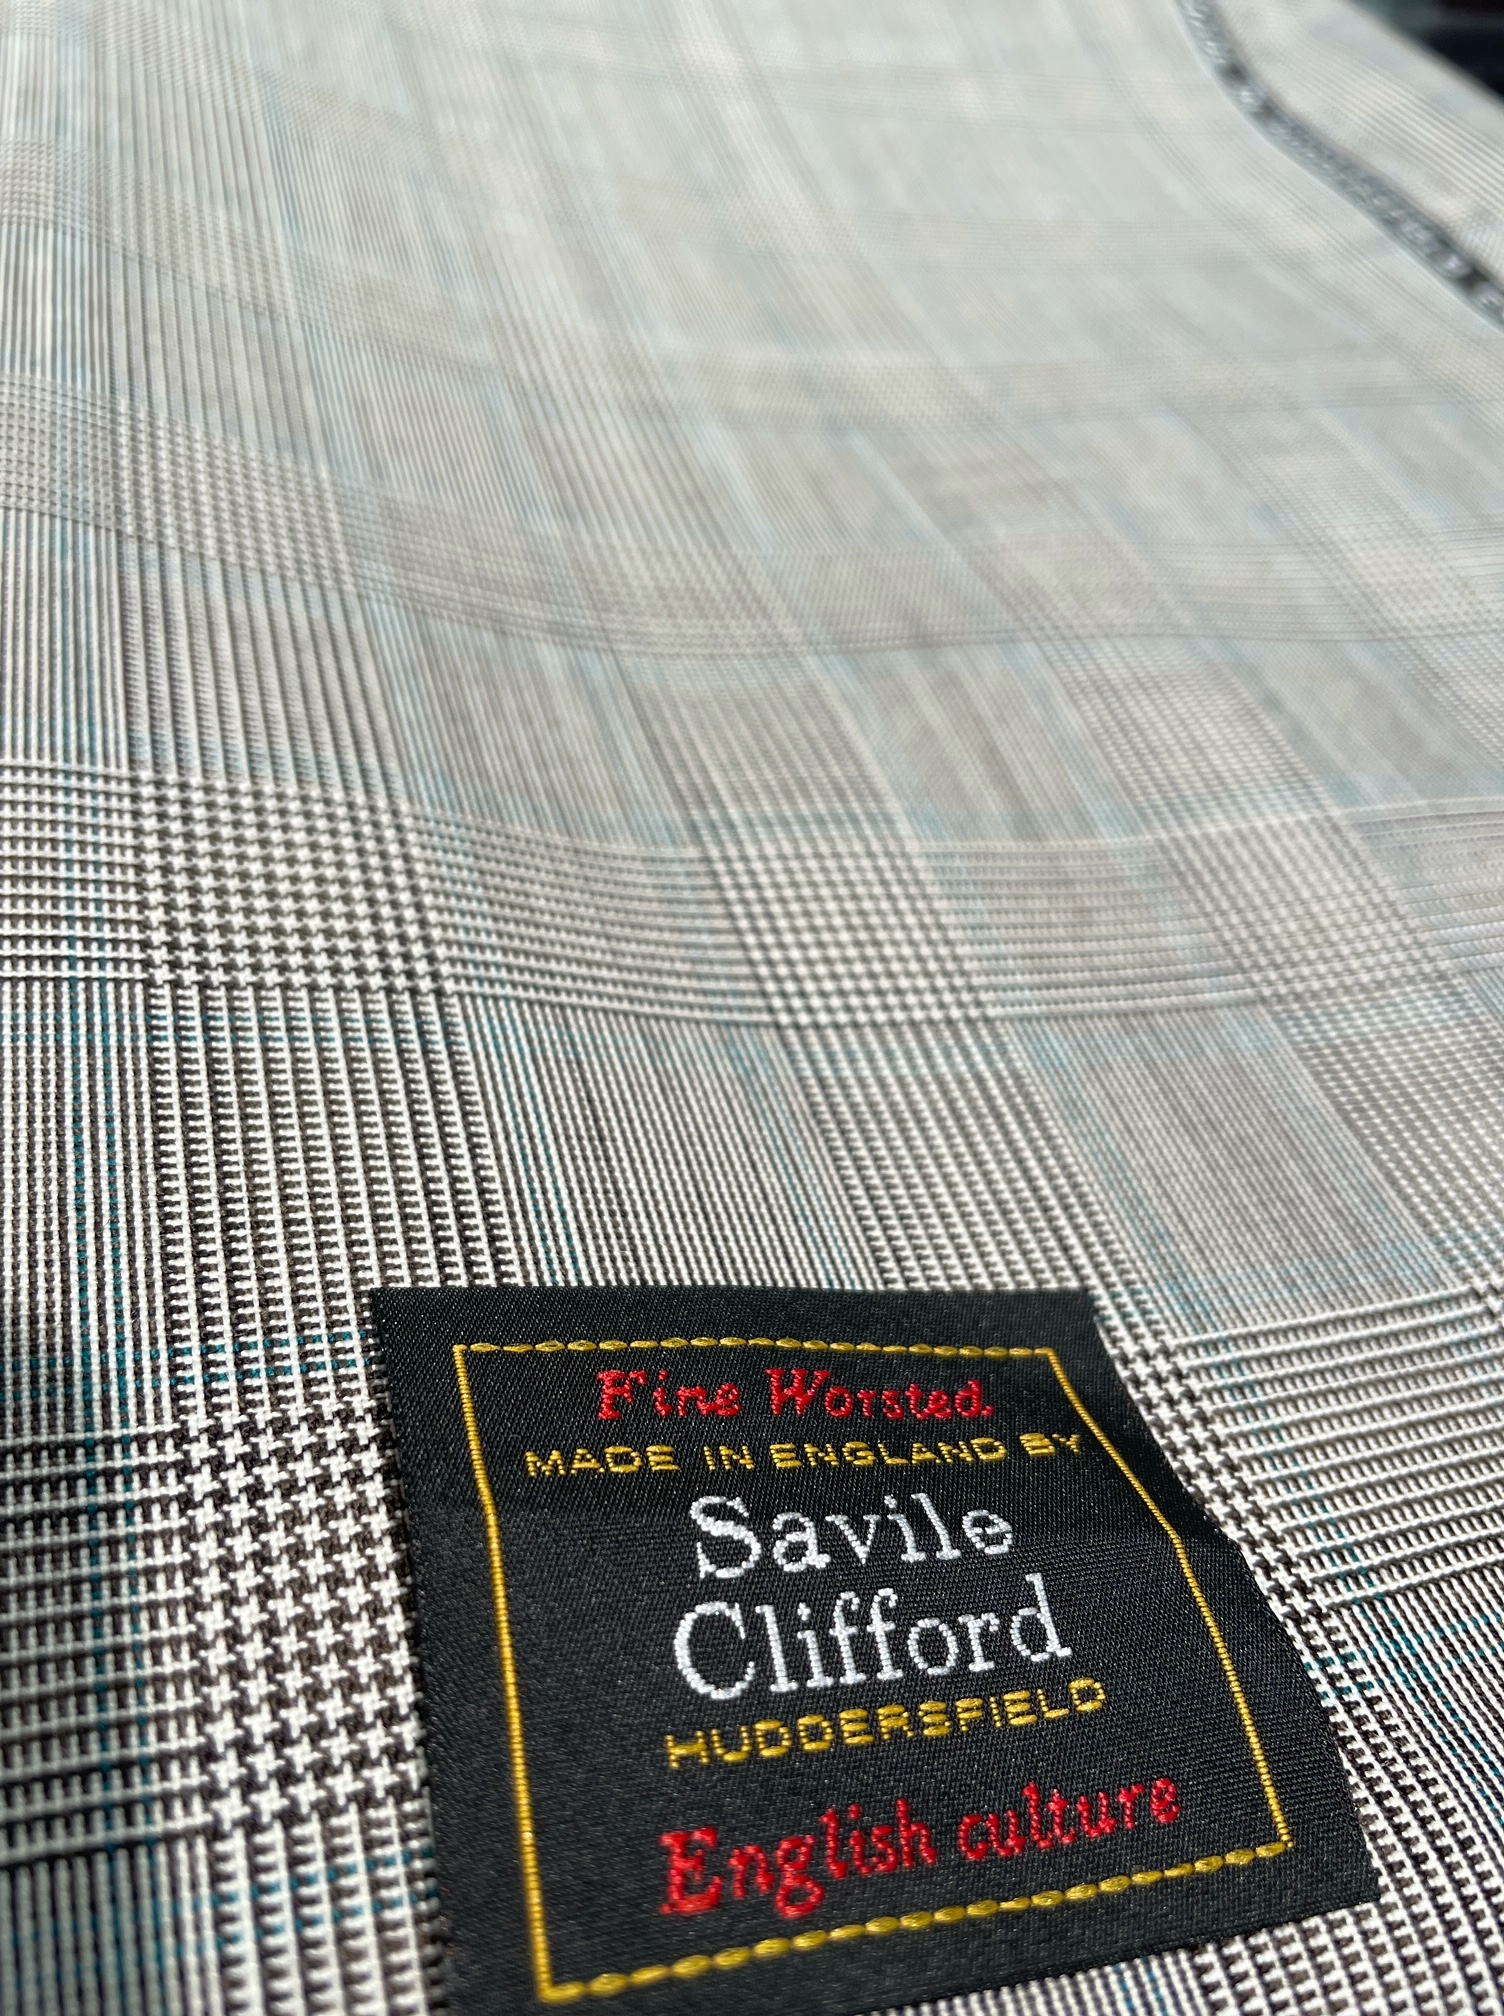 Fine Worsted.
MADE IN ENGLAND BY
Savile
Clifford
HUDDERSFIELD
English culture